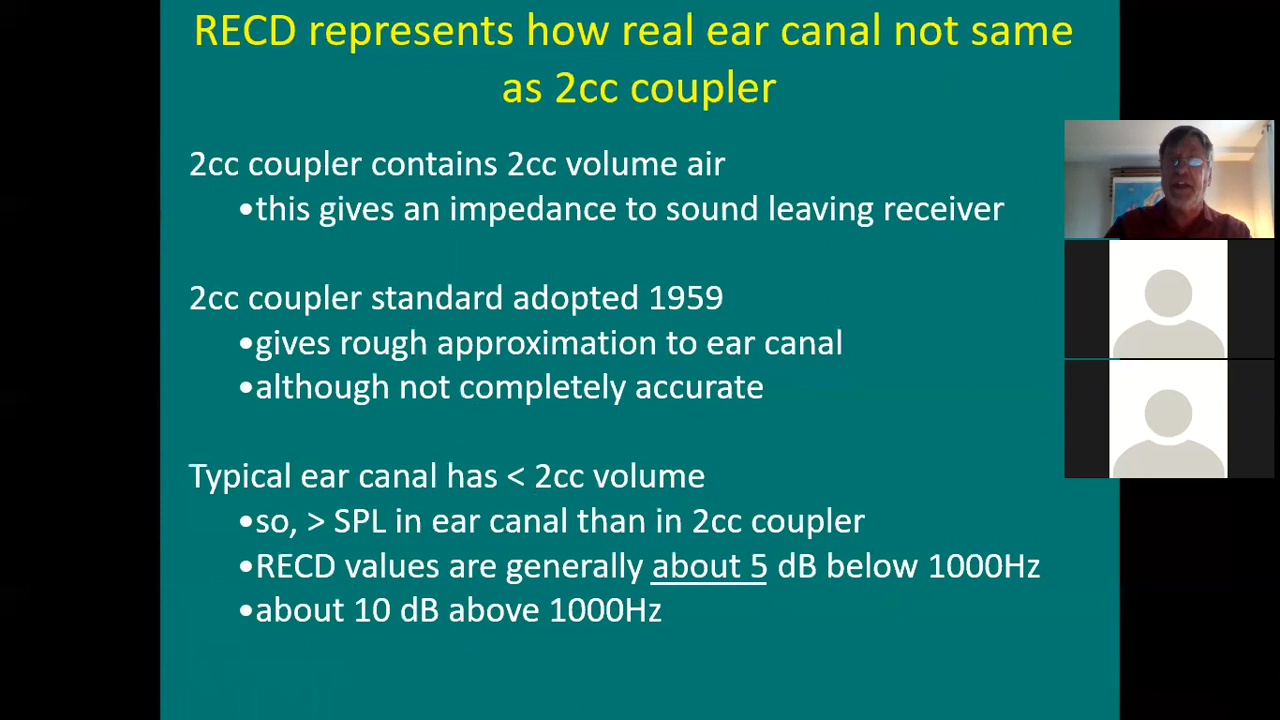 RECD represents how real ear canal not same
as 2cc coupler
2cc coupler contains 2cc volume air
•this gives an impedance to sound leaving receiver
2cc coupler standard adopted 1959
•gives rough approximation to ear canal
•although not completely accurate
Typical ear canal has < 2cc volume
•so, > SPL in ear canal than in 2cc coupler
•RECD values are generally about 5 dB below 1000Hz
•about 10 dB above 1000Hz